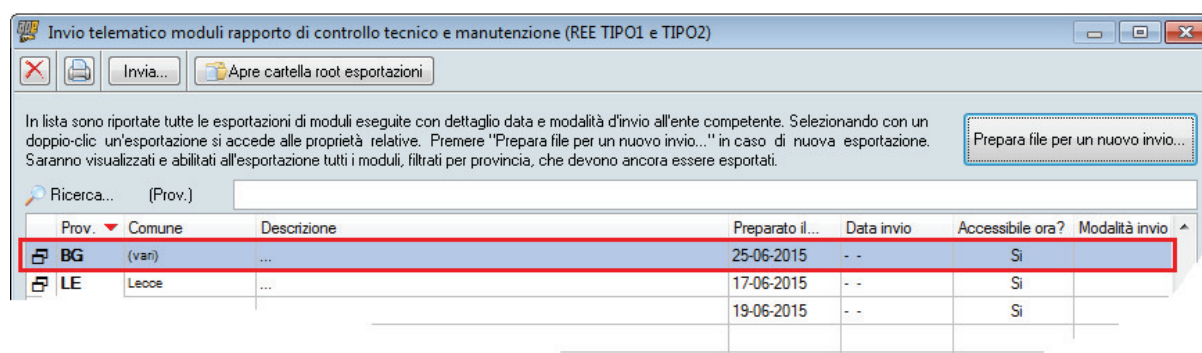 Invio telematico moduli rapporto di controllo tecnico e manutenzione (REE TIPO1 e TIPO2)
Invia... Apre cartella root esportazioni
In lista sono riportate tutte le esportazioni di moduli eseguite con dettaglio data e modalità d'invio all'ente competente. Selezionando con un
doppio-clic un'esportazione si accede alle proprietà relative. Premere "Prepara file per un nuovo invio..." in caso di nuova esportazione.
Saranno visualizzati e abilitati all'esportazione tutti i moduli, filtrati per provincia, che devono ancora essere esportati.
Prepara file per un nuovo invio...
Ricerca... (Prov.)
Prov. Comune Descrizione Preparato il... Data invio Accessibile ora? Modalità invio
BG (vari) ... 25-06-2015 - - Si
LE Lecce ... 17-06-2015 - - Si
19-06-2015 - - Si